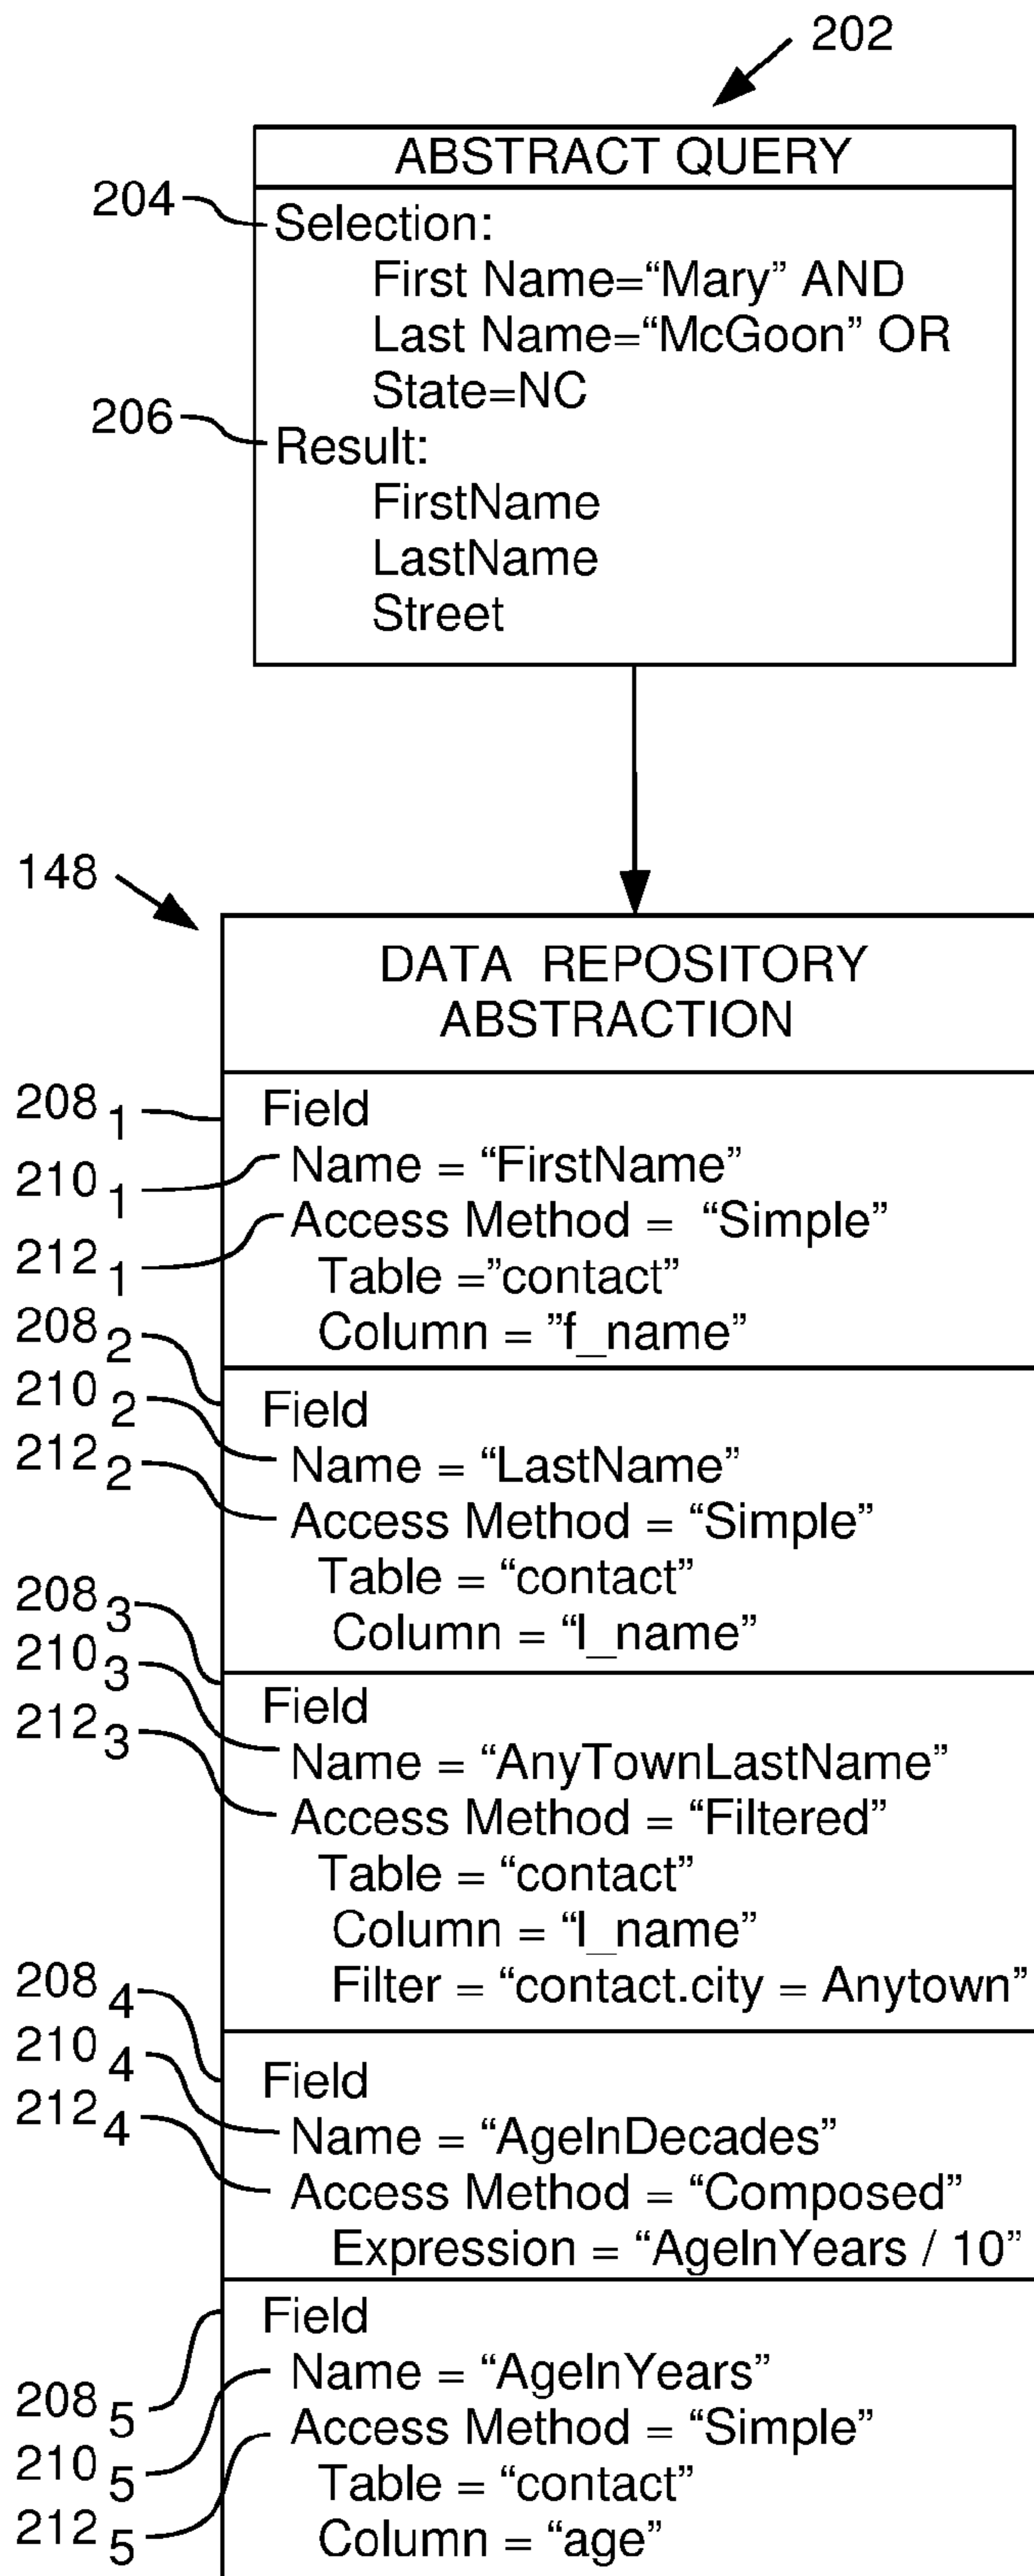 202
ABSTRACT QUERY
204
Selection:
First Name=“Mary” AND
Last Name=“McGoon” OR
State=NC
206
Result:
FirstName
LastName
Street
148
DATA REPOSITORY
ABSTRACTION
208 1
Field
210 1
Name = “FirstName”
212 1
Access Method = “Simple”
Table =”contact”
Column = ”f_name”
208 2
Field
210 2
Name = “LastName”
212 2
Access Method = “Simple”
Table = “contact”
Column = “l_name”
208 3
Field
210 3
Name = “AnyTownLastName”
212 3
Access Method = “Filtered”
Table = “contact”
Column = “l_name”
Filter = “contact.city = Anytown”
208 4
Field
210 4
Name = “AgeInDecades”
212 4
Access Method = “Composed”
Expression = “AgeInYears / 10”
208 5
Field
210 5
Name = “AgeInYears”
212 5
Access Method = “Simple”
Table = “contact”
Column = “age”